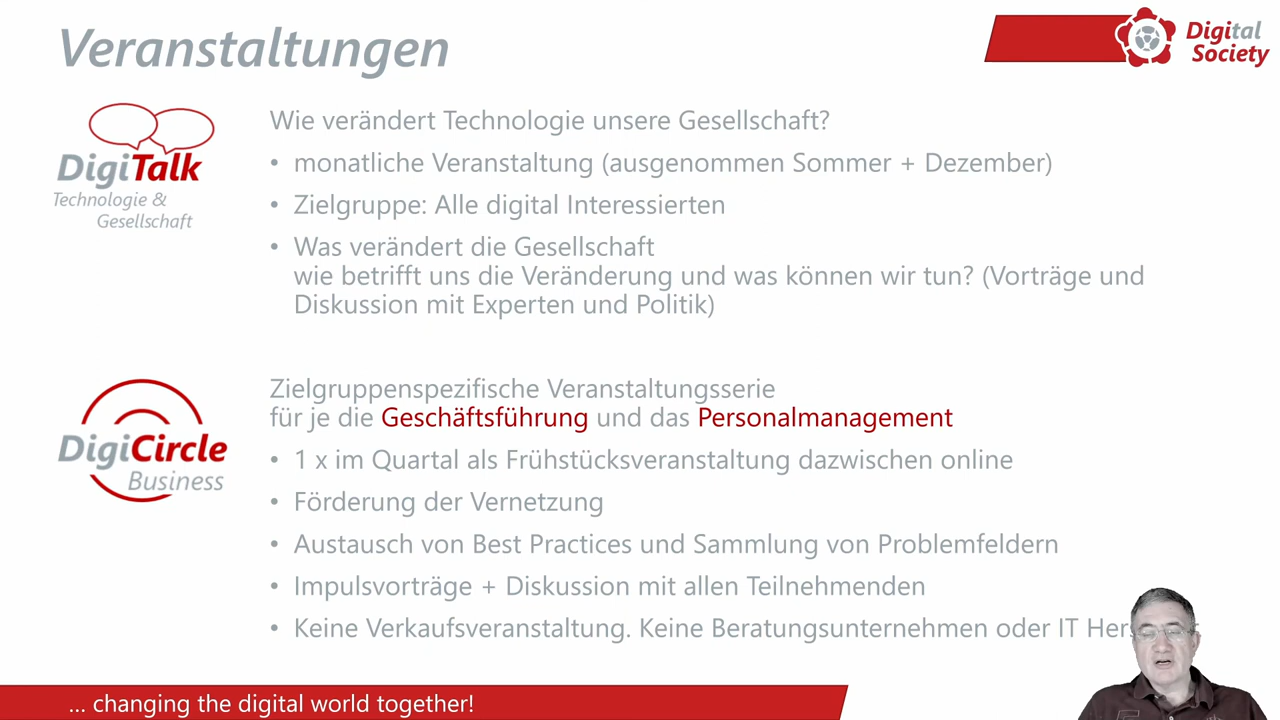 Veranstaltungen
Digital
Society
DigiTalk
Technologie &
Gesellschaft
Wie verändert Technologie unsere Gesellschaft?
• monatliche Veranstaltung (ausgenommen Sommer + Dezember)
• Zielgruppe: Alle digital Interessierten
• Was verändert die Gesellschaft
wie betrifft uns die Veränderung und was können wir tun? (Vorträge und
Diskussion mit Experten und Politik)
DigiCircle
Business
Zielgruppenspezifische Veranstaltungsserie
für je die Geschäftsführung und das Personalmanagement
• 1 x im Quartal als Frühstücksveranstaltung dazwischen online
• Förderung der Vernetzung
• Austausch von Best Practices und Sammlung von Problemfeldern
• Impulsvorträge + Diskussion mit allen Teilnehmenden
• Keine Verkaufsveranstaltung. Keine Beratungsunternehmen oder IT
... changing the digital world together!